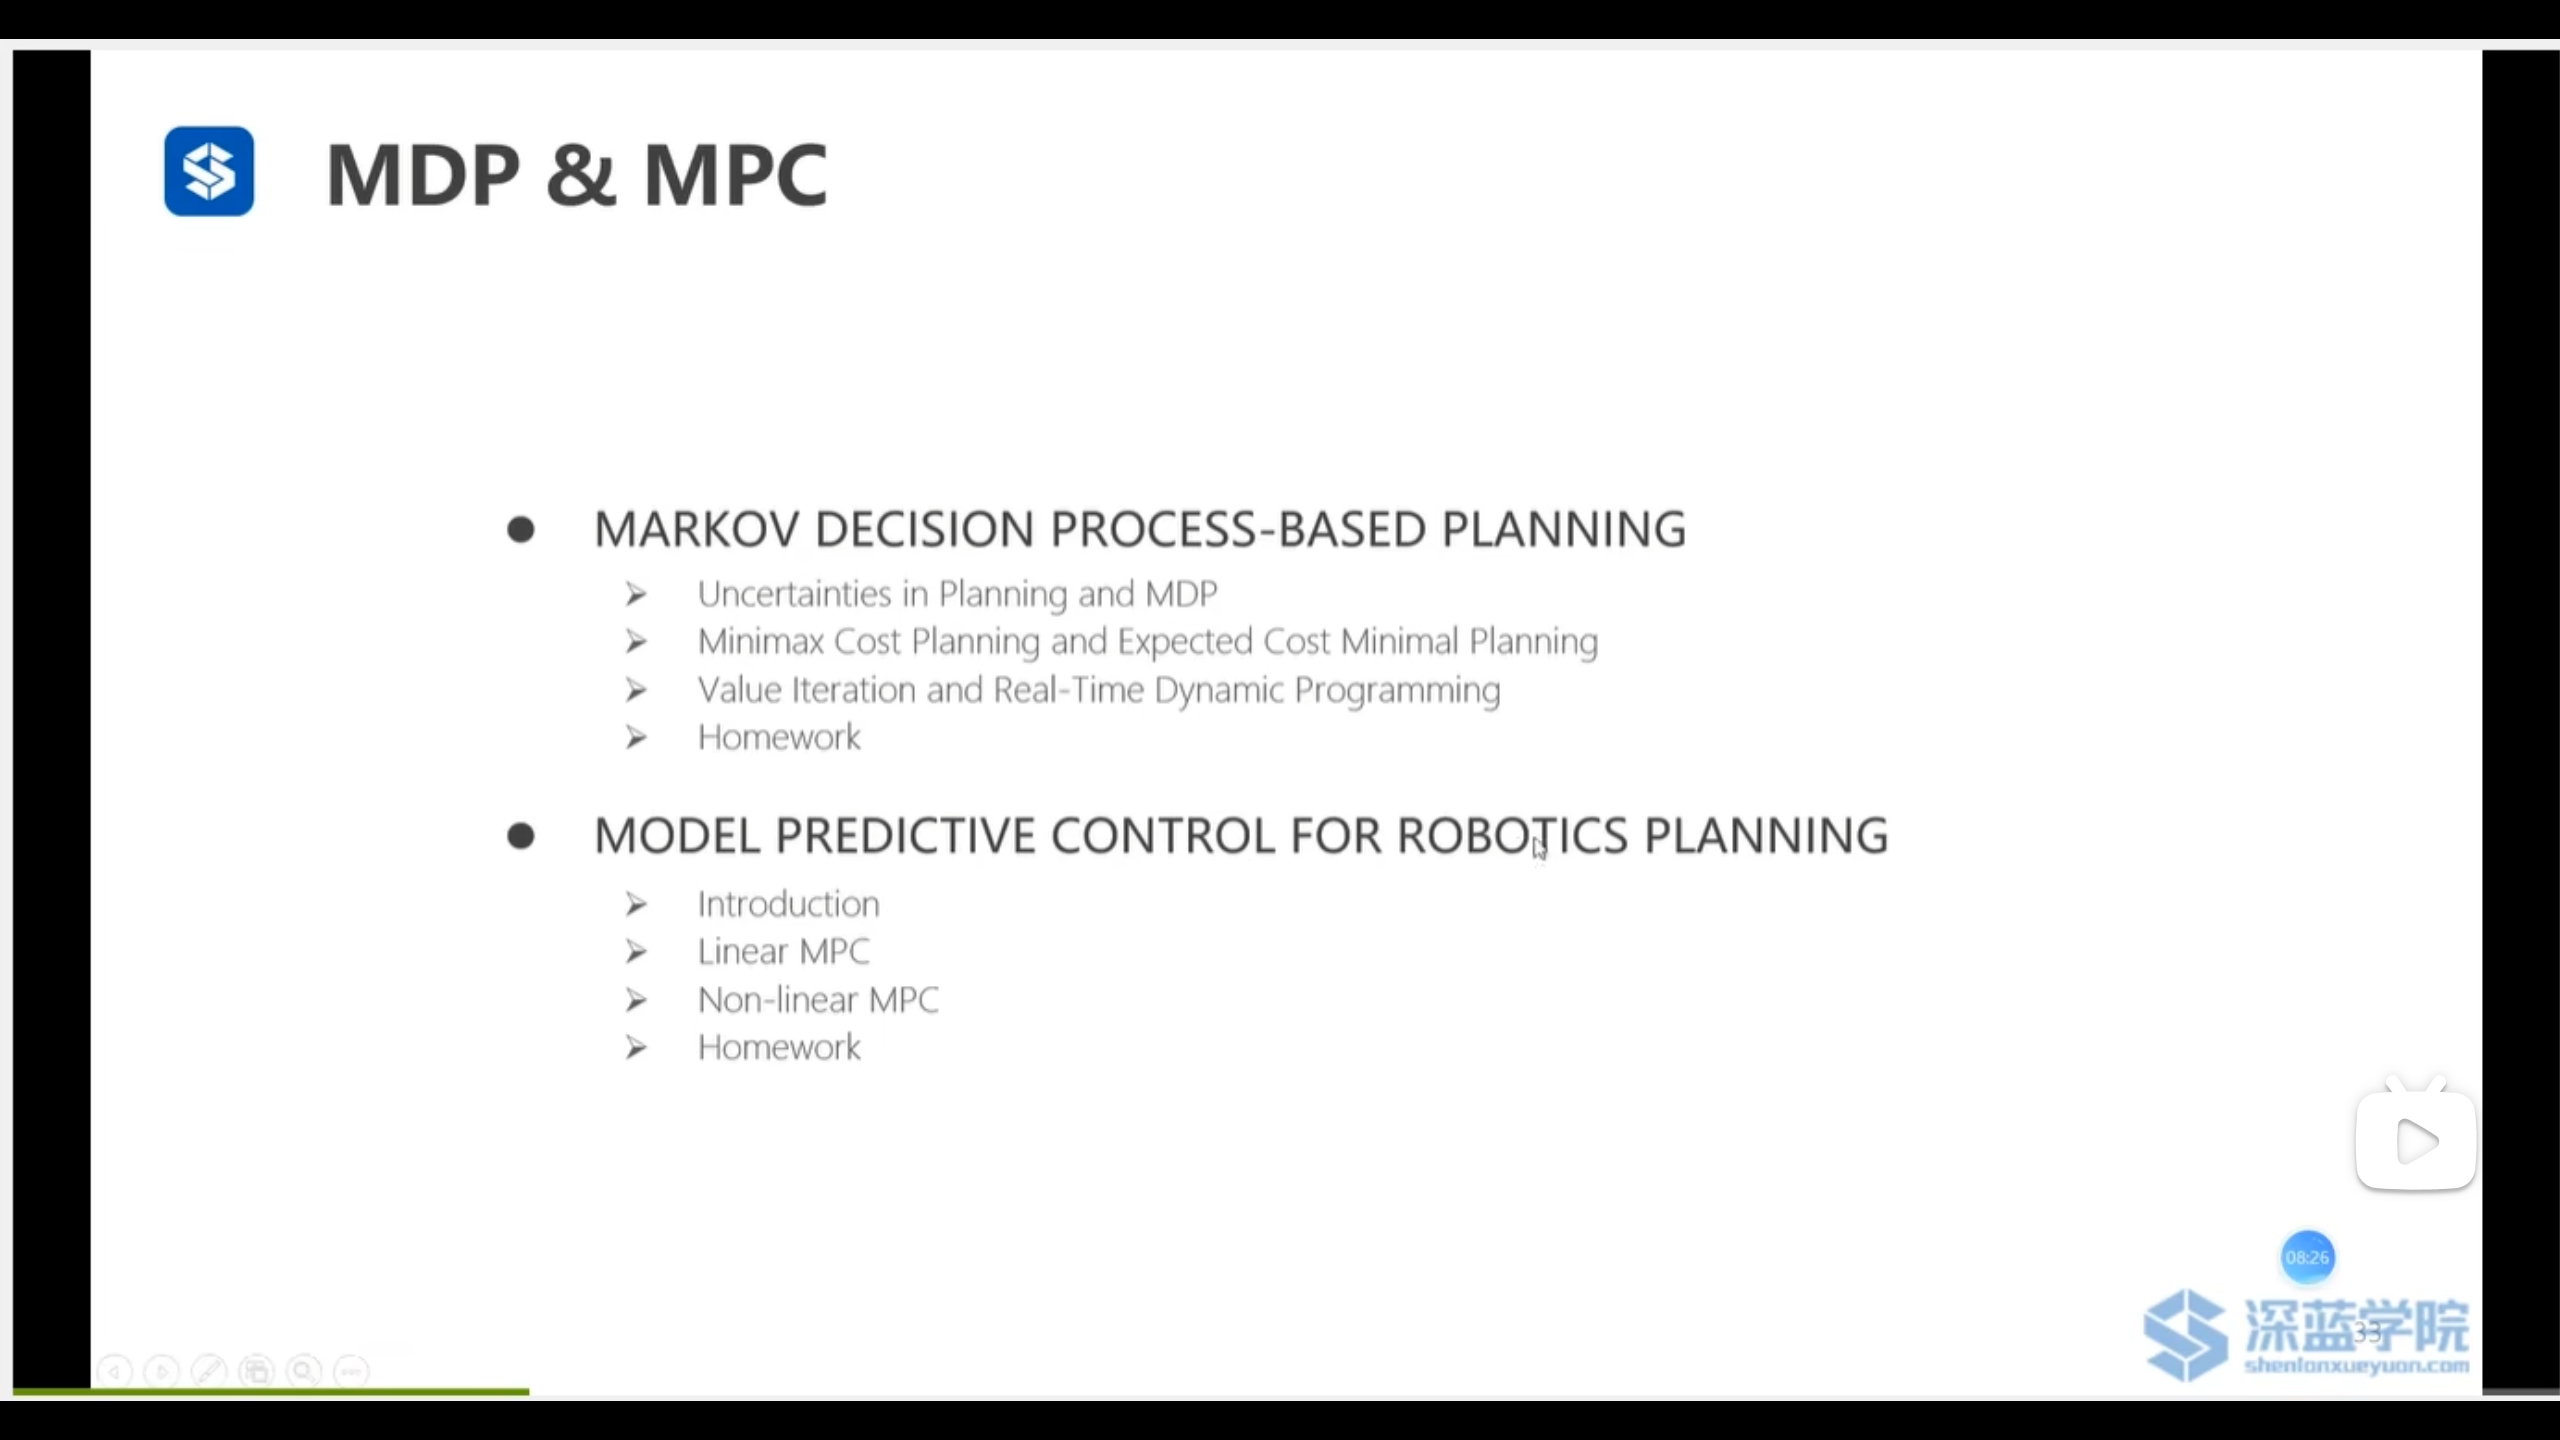 MDP & MPC
MARKOV DECISION PROCESS-BASED PLANNING
Uncertainties in Planning and MDP
Minimax Cost Planning and Expected Cost Minimal Planning
Value Iteration and Real-Time Dynamic Programming
Homework
MODEL PREDICTIVE CONTROL FOR ROBOTICS PLANNING
Introduction
Linear MPC
Non-linear MPC
Homework
08:26
深蓝学院
33
shenlanxueyuan.com